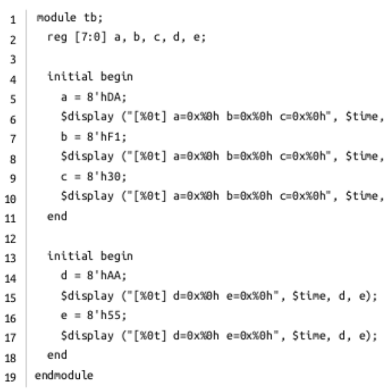 1 module tb;
2 reg [7:0] a, b, c, d, e;
3
4 initial begin
5 a = 8'hDA;
6 $display ("[%0t] a=0x%0h b=0x%0h c=0x%0h", $time,
7 b = 8'hF1;
8 $display ("[%0t] a=0x%0h b=0x%0h c=0x%0h", $time,
9 c = 8'h30;
10 $display ("[%0t] a=0x%0h b=0x%0h c=0x%0h", $time,
11 end
12
13 initial begin
14 d = 8'hAA;
15 $display ("[%0t] d=0x%0h e=0x%0h", $time, d, e);
16 e = 8'h55;
17 $display ("[%0t] d=0x%0h e=0x%0h", $time, d, e);
18 end
19 endmodule